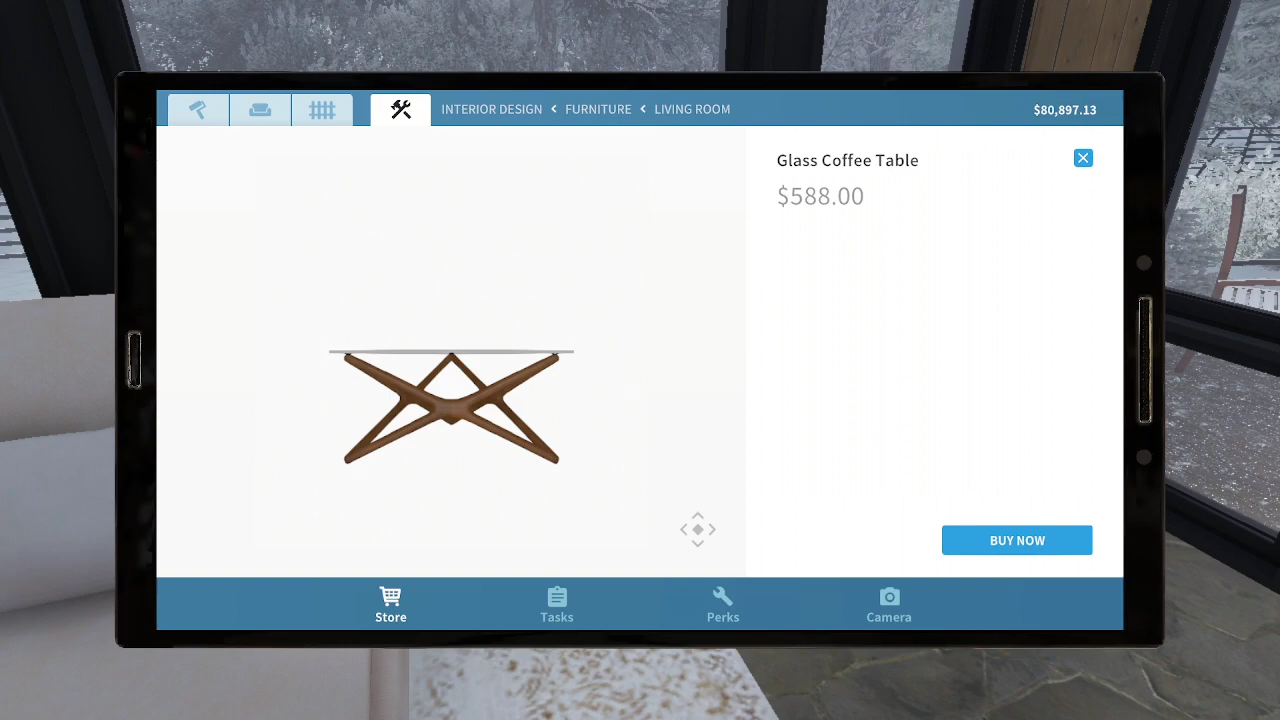 INTERIOR DESIGN < FURNITURE < LIVING ROOM
$80,897.13
Glass Coffee Table
$588.00
BUY NOW
Store
Tasks
Perks
Camera